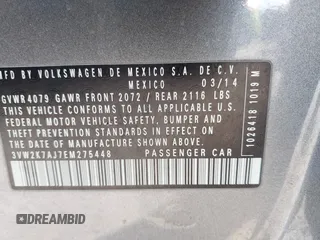 MFD. BY VOLKSWAGEN DE MEXICO S.A. DE C.V.
MEXICO 03/14
GVWR 4079 GAWR FRONT 2072 / REAR 2116 LBS
THIS VEHICLE CONFORMS TO ALL APPLICABLE
FEDERAL MOTOR VEHICLE SAFETY, BUMPER AND
THEFT PREVENTION STANDARDS IN EFFECT ON THE
DATE OF MANUFACTURE SHOWN ABOVE.
3VW2K7AJ7EM275448 PASSENGER CAR
1026418 1019 M
OtoBidMaster